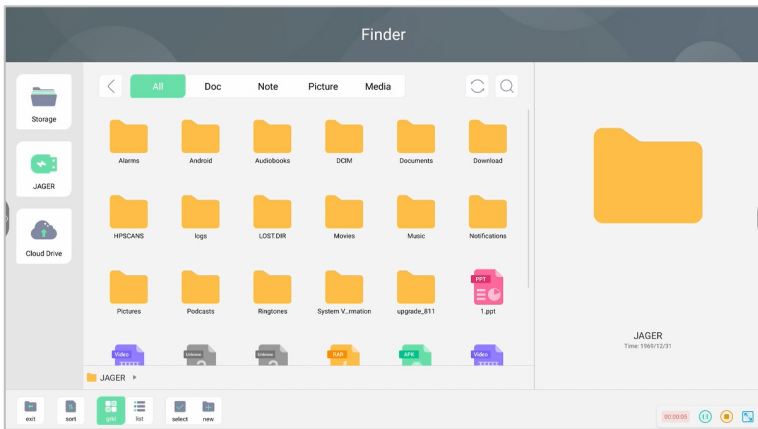 Finder
Storage
JAGER
Cloud Drive
All Doc Note Picture Media
Alarms Android Audiobooks DCIM Documents Download
HPSCANS logs LOST.DIR Movies Music Notifications
PPT
Pictures Podcasts Ringtones System V...rmation upgrade_811 1.ppt
Video Unknow Unknow RAR APK Video
JAGER
JAGER
Time: 1969/12/31
exit sort grid list select new
00:00:05